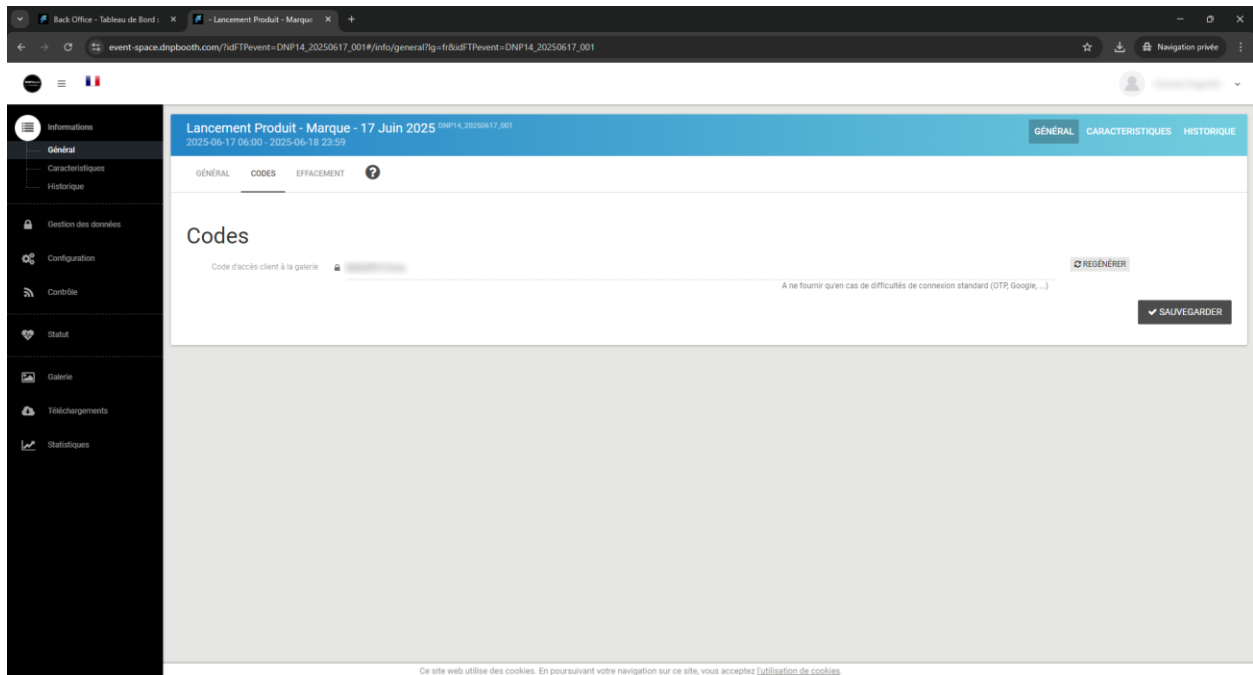 Back Office - Tableau de Bord :
- Lancement Produit - Marque
event-space.dnpbooth.com/?idFTPevent=DNP14_20250617_001#/info/general?lg=fr&idFTPevent=DNP14_20250617_001
Navigation privée
Informations
Général
Caracteristiques
Historique
Gestion des données
Configuration
Contrôle
Statut
Galerie
Téléchargements
Statistiques
Lancement Produit - Marque - 17 Juin 2025 DNP14_20250617_001
2025-06-17 06:00 - 2025-06-18 23:59
GÉNÉRAL CARACTERISTIQUES HISTORIQUE
GÉNÉRAL CODES EFFACEMENT ?
Codes
Code d'accès client à la galerie
REGÉNÉRER
A ne fournir qu'en cas de difficultés de connexion standard (OTP, Google, ...)
SAUVEGARDER
Ce site web utilise des cookies. En poursuivant votre navigation sur ce site, vous acceptez l'utilisation de cookies.